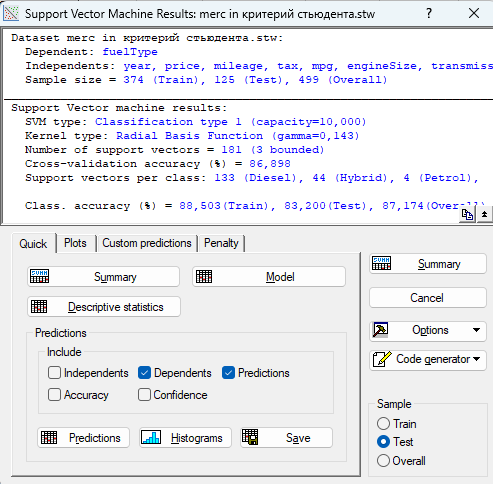 Support Vector Machine Results: merc in критерий стьюдента.stw
Dataset merc in критерий стьюдента.stw:
Dependent: fuelType
Independents: year, price, mileage, tax, mpg, engineSize, transmiss
Sample size = 374 (Train), 125 (Test), 499 (Overall)
Support Vector machine results:
SVM type: Classification type 1 (capacity=10,000)
Kernel type: Radial Basis Function (gamma=0,143)
Number of support vectors = 181 (3 bounded)
Cross-validation accuracy (%) = 86,898
Support vectors per class: 133 (Diesel), 44 (Hybrid), 4 (Petrol),
Class. accuracy (%) = 88,503(Train), 83,200(Test), 87,174(Overall)
Quick Plots Custom predictions Penalty
Summary Model
Descriptive statistics
Predictions
Include
Independents Dependents Predictions
Accuracy Confidence
Predictions Histograms Save
Summary
Cancel
Options
Code generator
Sample
Train
Test
Overall